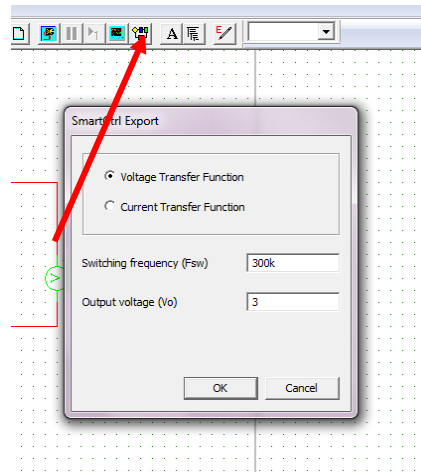 A E
SmartCtrl Export
Voltage Transfer Function
Current Transfer Function
Switching frequency (Fsw) 300k
Output voltage (Vo) 3
OK Cancel